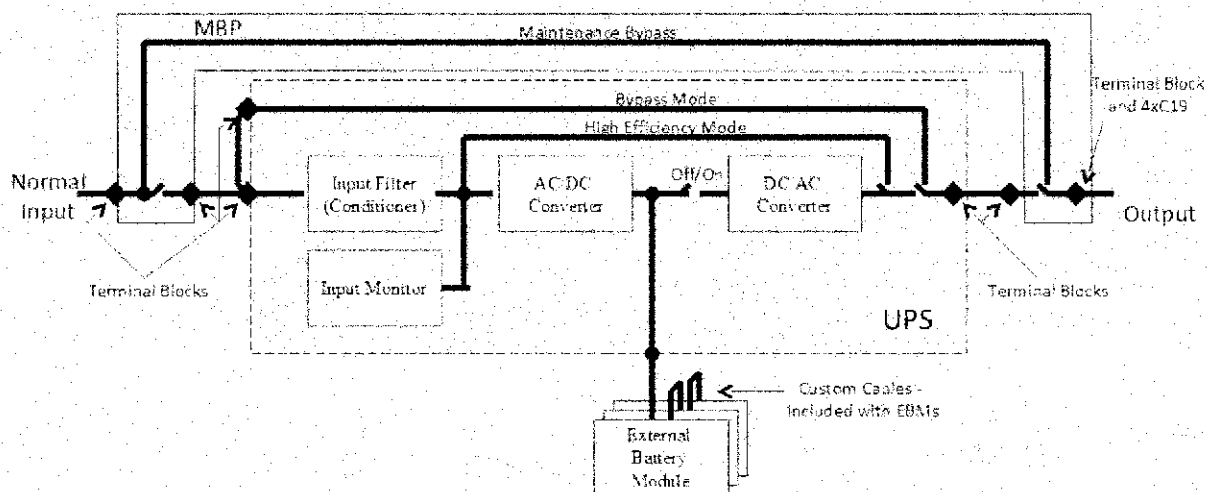 MBP
Maintenance Bypass
Terminal Block
and 4xC19
Bypass Mode
High Efficiency Mode
Normal
Input
Input Filter
(Conditioner)
AC-DC
Converter
Off/On
DC-AC
Converter
Output
Terminal Blocks
Input Monitor
Terminal Blocks
UPS
Custom Cables -
included with EBMs
External
Battery
Module